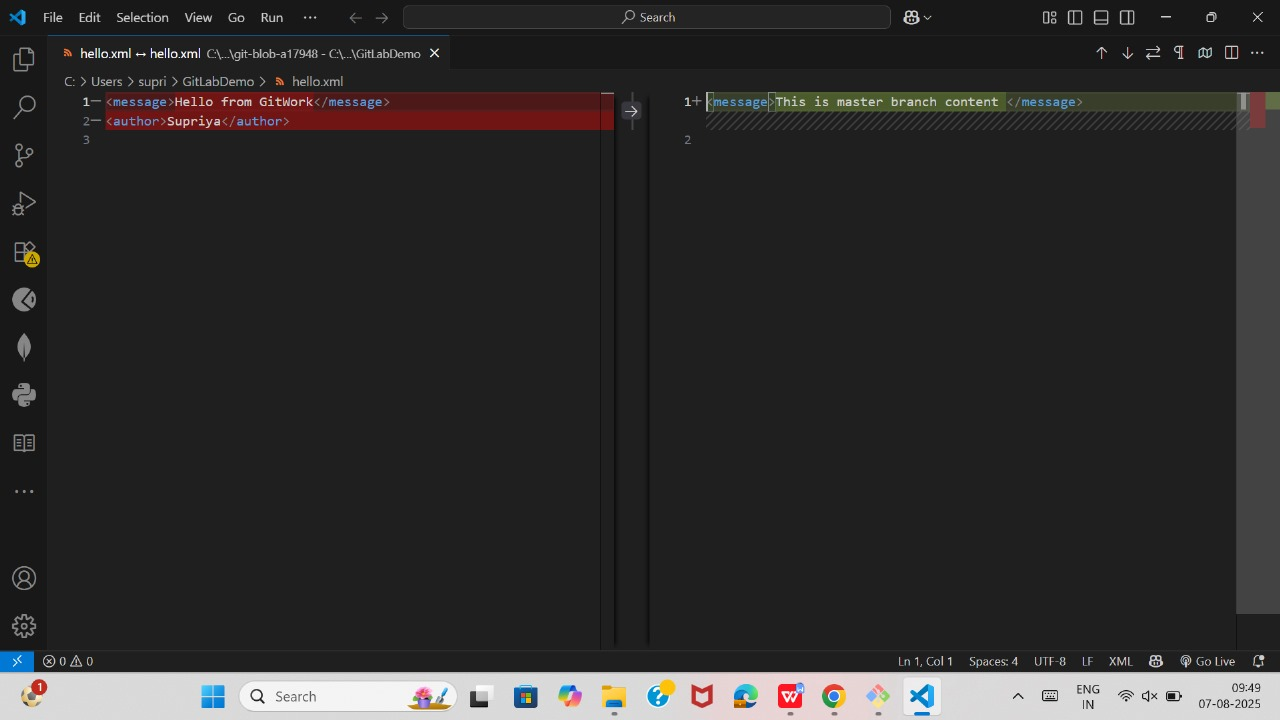 File Edit Selection View Go Run ··· Search
hello.xml ↔ hello.xml C:\...\git-blob-a17948 - C:\...\GitLabDemo
C: > Users > supri > GitLabDemo > hello.xml
1— <message>Hello from GitWork</message>
2— <author>Supriya</author>
3
1+ <message>This is master branch content </message>
2
0 0
Ln 1, Col 1 Spaces: 4 UTF-8 LF XML Go Live
1
Search
W
ENG
IN
09:49
07-08-2025